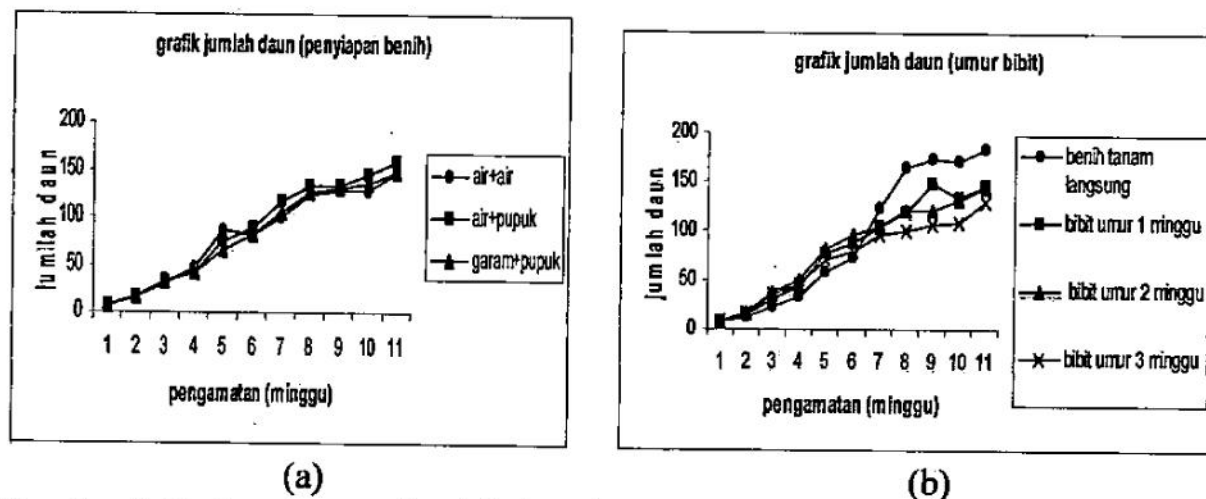 grafik jumlah daun (penyiapan benih)
jumilah daun
200
150
100
50
0
1 2 3 4 5 6 7 8 9 10 11
pengamatan (minggu)
air+air
air+pupuk
garam+pupuk
(a)
grafik jumlah daun (umur bibit)
jumlah daun
200
150
100
50
0
1 2 3 4 5 6 7 8 9 10 11
pengamatan (minggu)
benih tanam
langsung
bibit umur 1 minggu
bibit umur 2 minggu
bibit umur 3 minggu
(b)